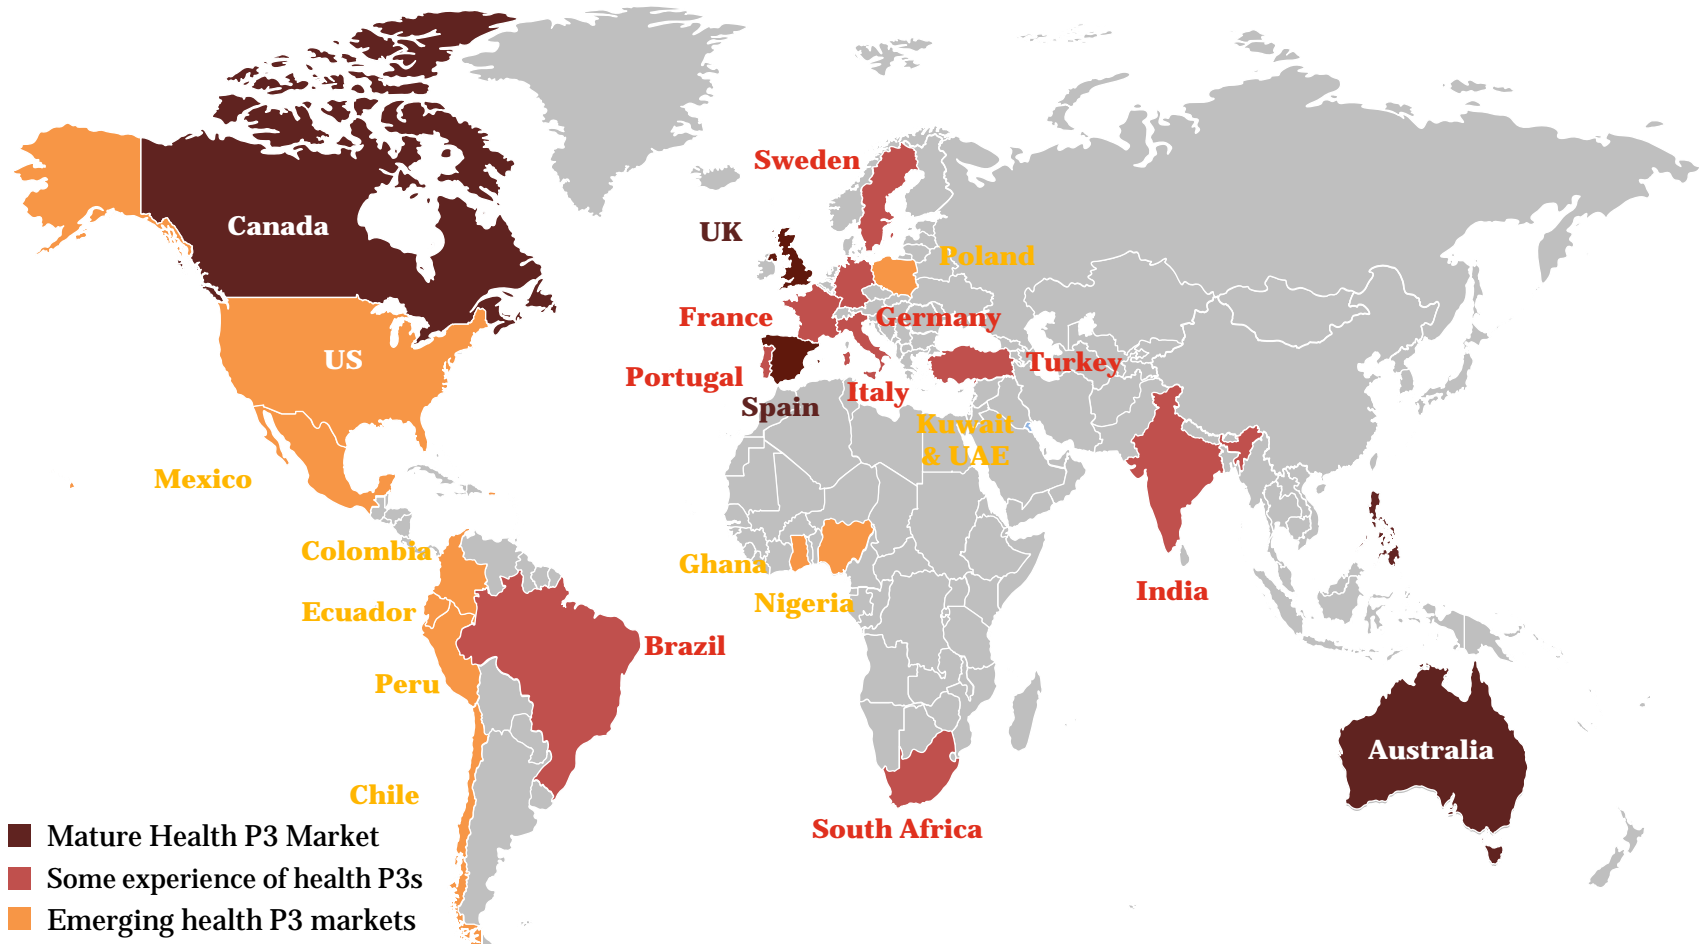 Sweden
UK
Canada
Poland
France
Germany
US
Turkey
Portugal
Italy
Spain
Kuwait
& UAE
Mexico
Colombia
Ghana
India
Nigeria
Ecuador
Brazil
Peru
Australia
Chile
South Africa
Mature Health P3 Market
Some experience of health P3s
Emerging health P3 markets